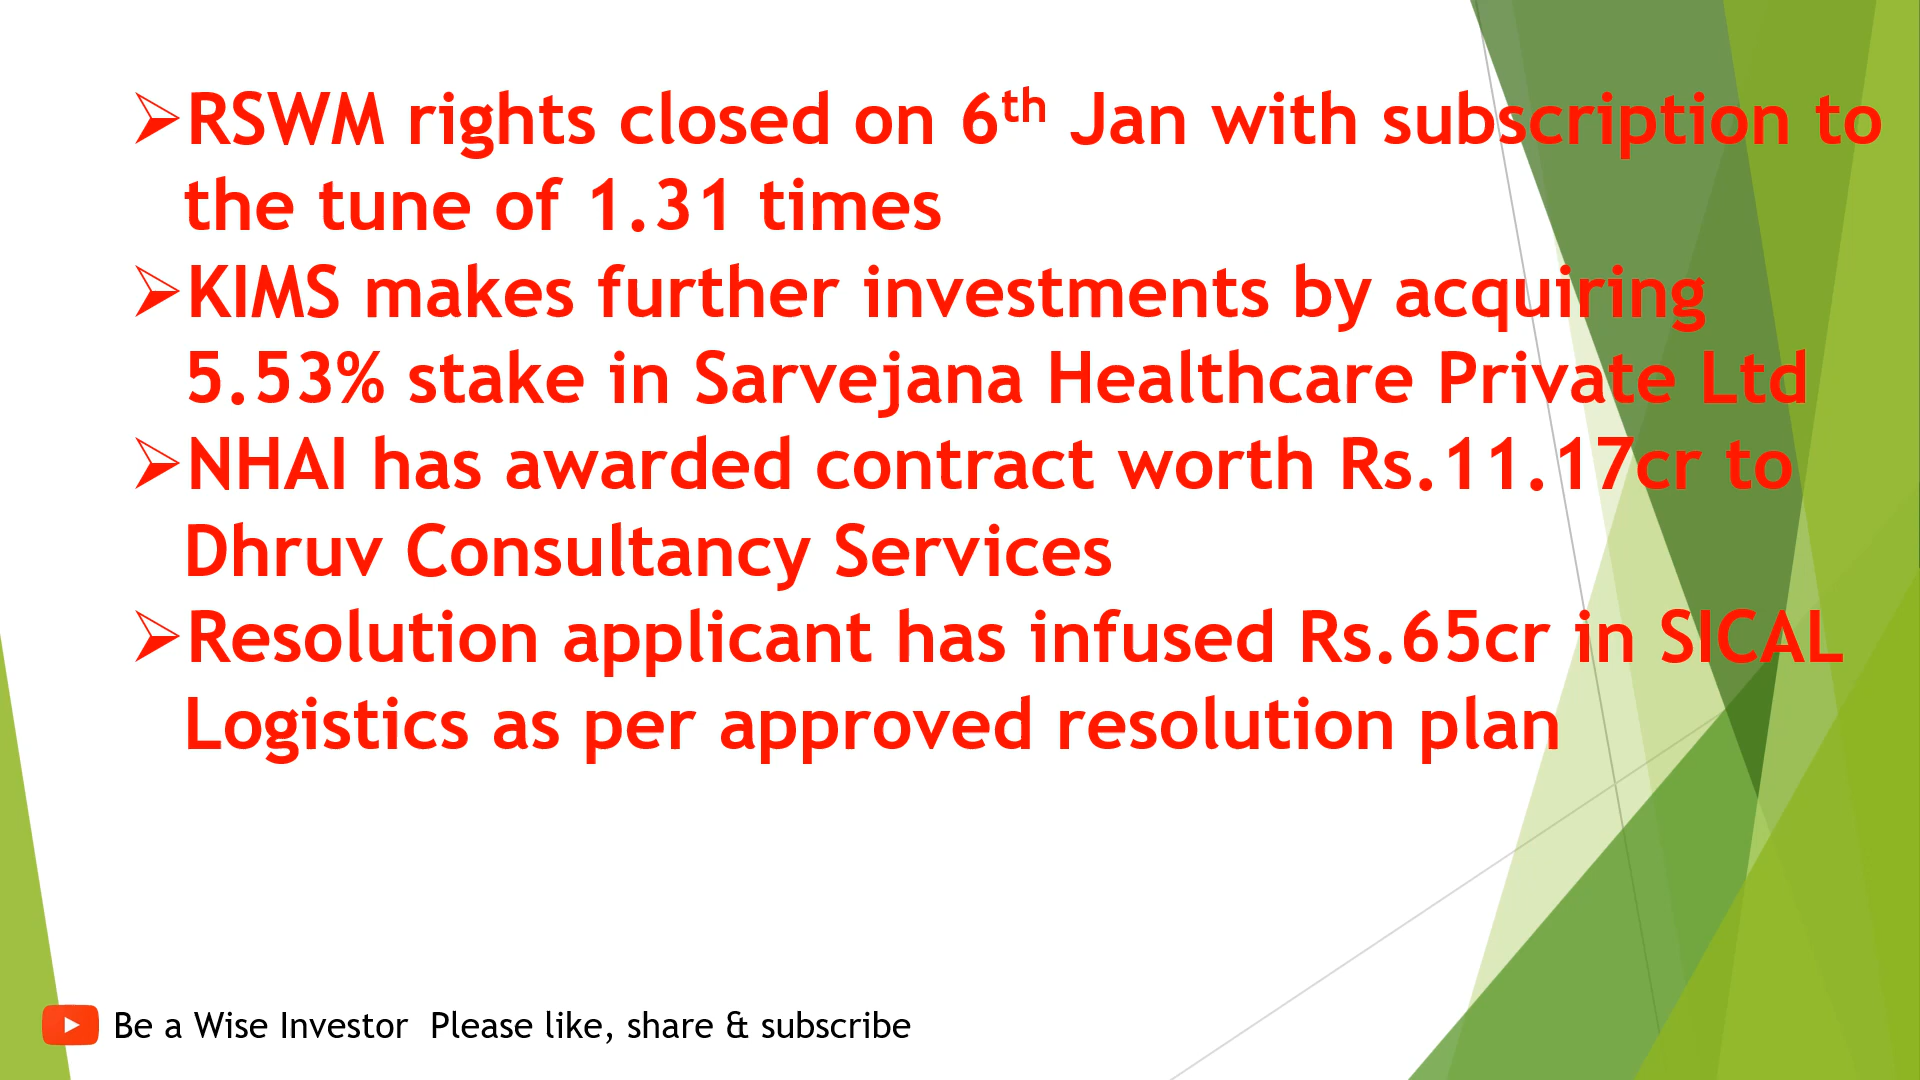 ➢RSWM rights closed on 6th Jan with subscription to
the tune of 1.31 times
➢KIMS makes further investments by acquiring
5.53% stake in Sarvejana Healthcare Private Ltd
➢NHAI has awarded contract worth Rs.11.17cr to
Dhruv Consultancy Services
➢Resolution applicant has infused Rs.65cr in SICAL
Logistics as per approved resolution plan
Be a Wise Investor  Please like, share & subscribe